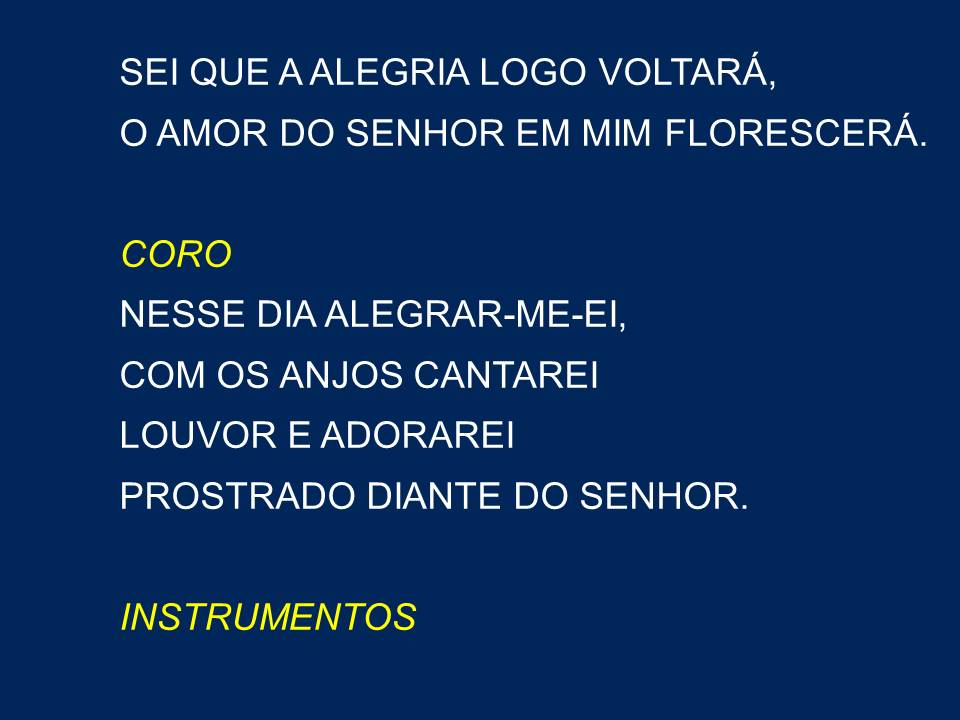 SEI QUE A ALEGRIA LOGO VOLTARÁ,
O AMOR DO SENHOR EM MIM FLORESCERÁ.
CORO
NESSE DIA ALEGRAR-ME-EI,
COM OS ANJOS CANTAREI
LOUVOR E ADORAREI
PROSTRADO DIANTE DO SENHOR.
INSTRUMENTOS